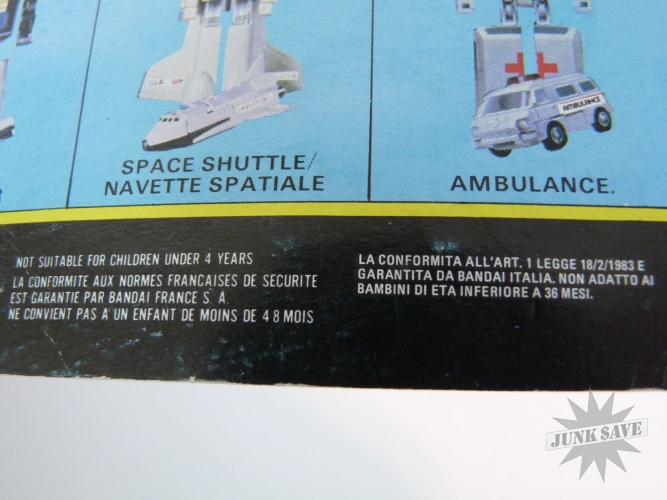 USA
SPACE SHUTTLE/
NAVETTE SPATIALE
AMBULANCE
AMBULANCE.
NOT SUITABLE FOR CHILDREN UNDER 4 YEARS
LA CONFORMITE AUX NORMES FRANCAISES DE SECURITE
EST GARANTIE PAR BANDAI FRANCE S. A.
NE CONVIENT PAS A UN ENFANT DE MOINS DE 48 MOIS
LA CONFORMITA ALL'ART. 1 LEGGE 18/2/1983 E
GARANTITA DA BANDAI ITALIA. NON ADATTO AI
BAMBINI DI ETA INFERIORE A 36 MESI.
JUNK SAVE